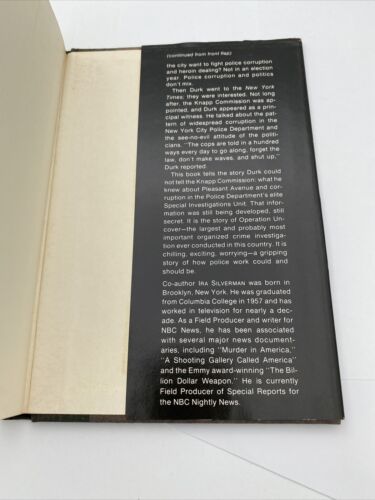 (continued from front flap)
the city want to fight police corruption
and heroin dealing? Not in an election
year. Police corruption and politics
don't mix.
Then Durk went to the New York
Times; they were interested. Not long
after, the Knapp Commission was ap-
pointed, and Durk appeared as a prin-
cipal witness. He talked about the pat-
tern of widespread corruption in the
New York City Police Department and
the see-no-evil attitude of the politi-
cians. "The cops are told in a hundred
ways every day to go along, forget the
law, don't make waves, and shut up,"
Durk reported.
This book tells the story Durk could
not tell the Knapp Commission: what he
knew about Pleasant Avenue and cor-
ruption in the Police Department's elite
Special Investigations Unit. That infor-
mation was still being developed, still
secret. It is the story of Operation Un-
cover—the largest and probably most
important organized crime investiga-
tion ever conducted in this country. It is
chilling, exciting, worrying—a gripping
story of how police work could and
should be.
Co-author IRA SILVERMAN was born in
Brooklyn, New York. He was graduated
from Columbia College in 1957 and has
worked in television for nearly a dec-
ade. As a Field Producer and writer for
NBC News, he has been associated
with several major news document-
aries, including "Murder in America,"
"A Shooting Gallery Called America"
and the Emmy award-winning "The Bil-
lion Dollar Weapon." He is currently
Field Producer of Special Reports for
the NBC Nightly News.